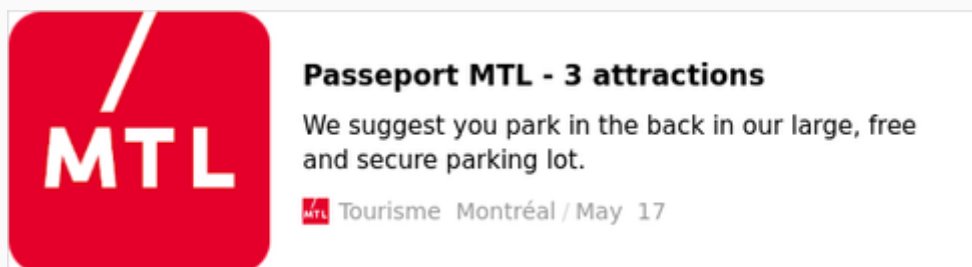 MTL
Passeport MTL - 3 attractions
We suggest you park in the back in our large, free
and secure parking lot.
MTL Tourisme Montréal / May 17